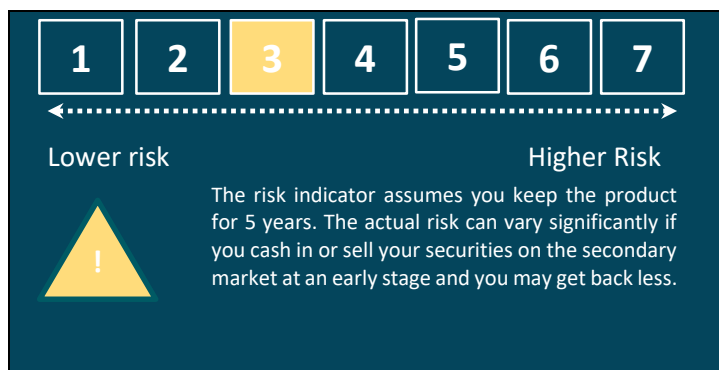 1 2 3 4 5 6 7
Lower risk Higher Risk
The risk indicator assumes you keep the product
for 5 years. The actual risk can vary significantly if
you cash in or sell your securities on the secondary
market at an early stage and you may get back less.
!